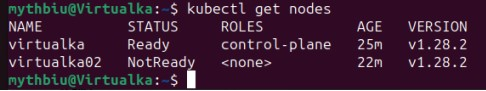 mythbiu@Virtualka:~$ kubectl get nodes
NAME STATUS ROLES AGE VERSION
virtualka Ready control-plane 25m v1.28.2
virtualka02 NotReady <none> 22m v1.28.2
mythbiu@Virtualka:~$